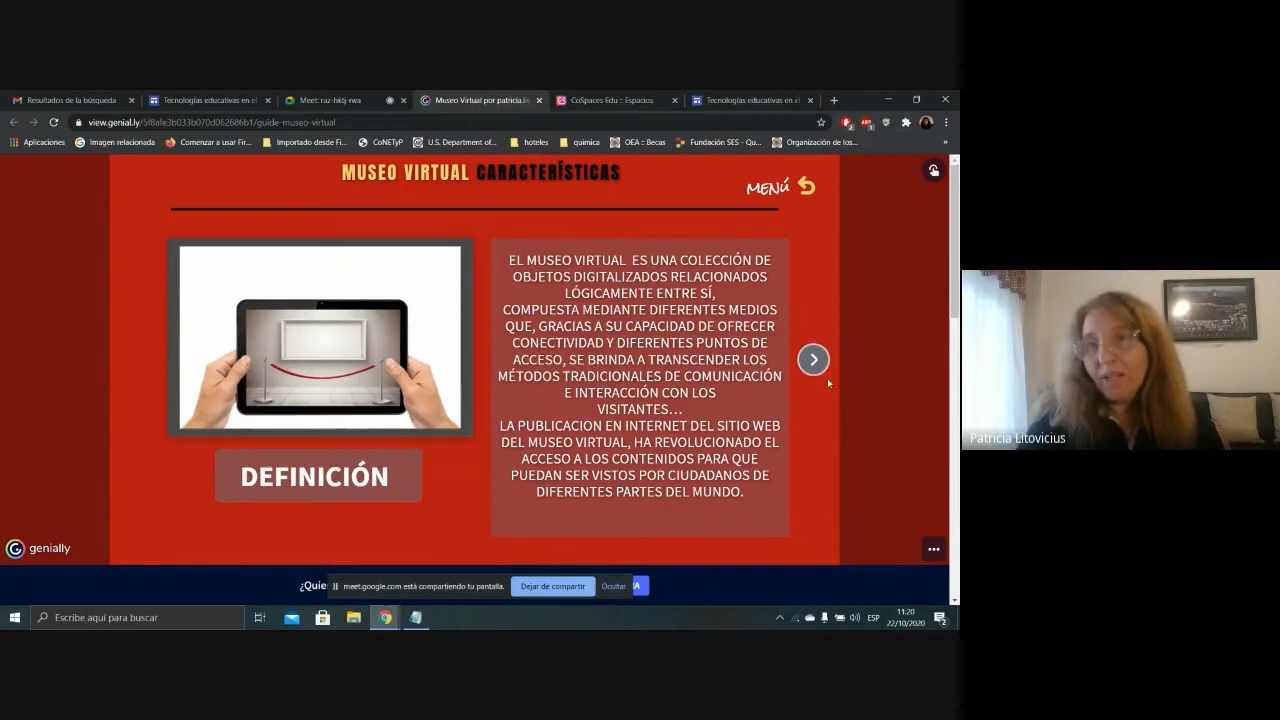 Resultados de la búsqueda
Tecnologías educativas en el
Meet: raz-hktj-rwa
Museo Virtual por patricia.li
CoSpaces Edu :: Espacios
Tecnologías educativas en el
view.genial.ly/5f8afe3b033b070d062686b1/guide-museo-virtual
Aplicaciones
Imagen relacionada
Comenzar a usar Fir...
Importado desde Fi...
CoNETyP
U.S. Department of...
hoteles
quimica
OEA :: Becas
Fundación SES - Qu...
Organización de los...
MUSEO VIRTUAL CARACTERÍSTICAS
MENÚ
EL MUSEO VIRTUAL ES UNA COLECCIÓN DE
OBJETOS DIGITALIZADOS RELACIONADOS
LÓGICAMENTE ENTRE SÍ,
COMPUESTA MEDIANTE DIFERENTES MEDIOS
QUE, GRACIAS A SU CAPACIDAD DE OFRECER
CONECTIVIDAD Y DIFERENTES PUNTOS DE
ACCESO, SE BRINDA A TRANSCENDER LOS
MÉTODOS TRADICIONALES DE COMUNICACIÓN
E INTERACCIÓN CON LOS
VISITANTES...
LA PUBLICACION EN INTERNET DEL SITIO WEB
DEL MUSEO VIRTUAL, HA REVOLUCIONADO EL
ACCESO A LOS CONTENIDOS PARA QUE
PUEDAN SER VISTOS POR CIUDADANOS DE
DIFERENTES PARTES DEL MUNDO.
DEFINICIÓN
genially
Patricia Litovicius
¿Quie
meet.google.com está compartiendo tu pantalla.
Dejar de compartir
Ocultar
A
Escribe aquí para buscar
ESP
11:20
22/10/2020